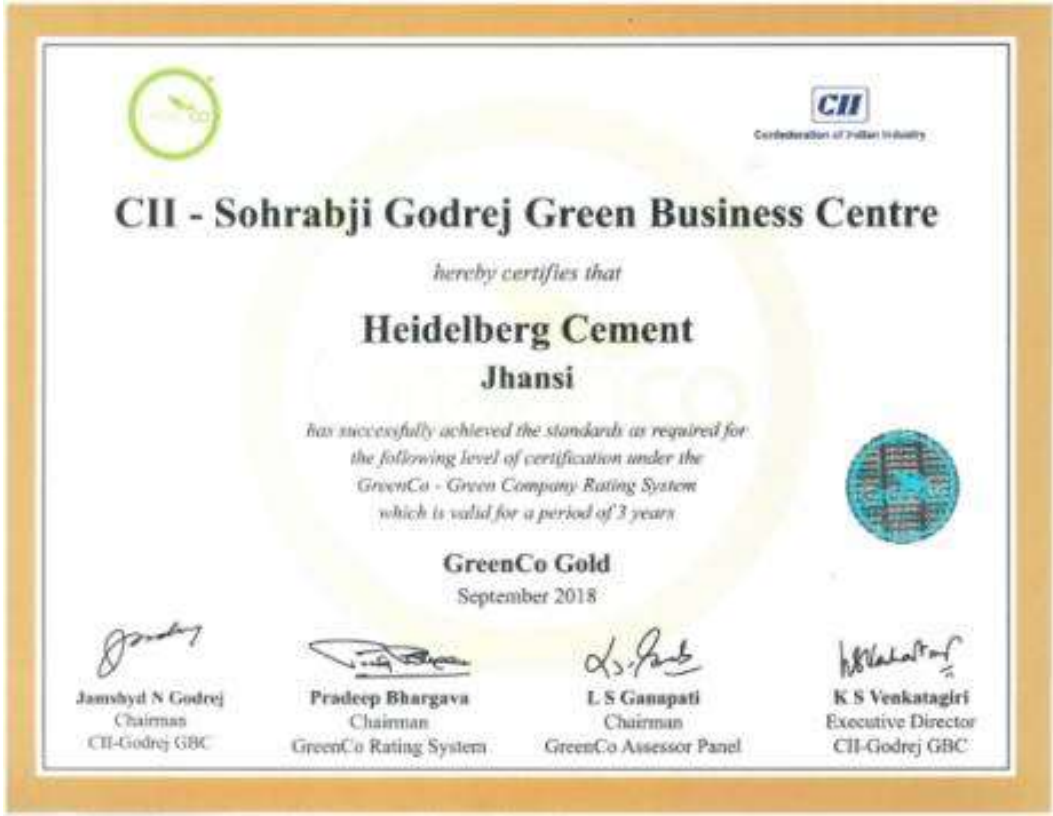 CII
Confederation of Indian Industry
CII - Sohrabji Godrej Green Business Centre
hereby certifies that
Heidelberg Cement
Jhansi
has successfully achieved the standards as required for
the following level of certification under the
GreenCo - Green Company Rating System
which is valid for a period of 3 years
GreenCo Gold
September 2018
Jamshyd N Godrej
Chairman
CII-Godrej GBC
Pradeep Bhargava
Chairman
GreenCo Rating System
L S Ganapati
Chairman
GreenCo Assessor Panel
K S Venkatagiri
Executive Director
CII-Godrej GBC